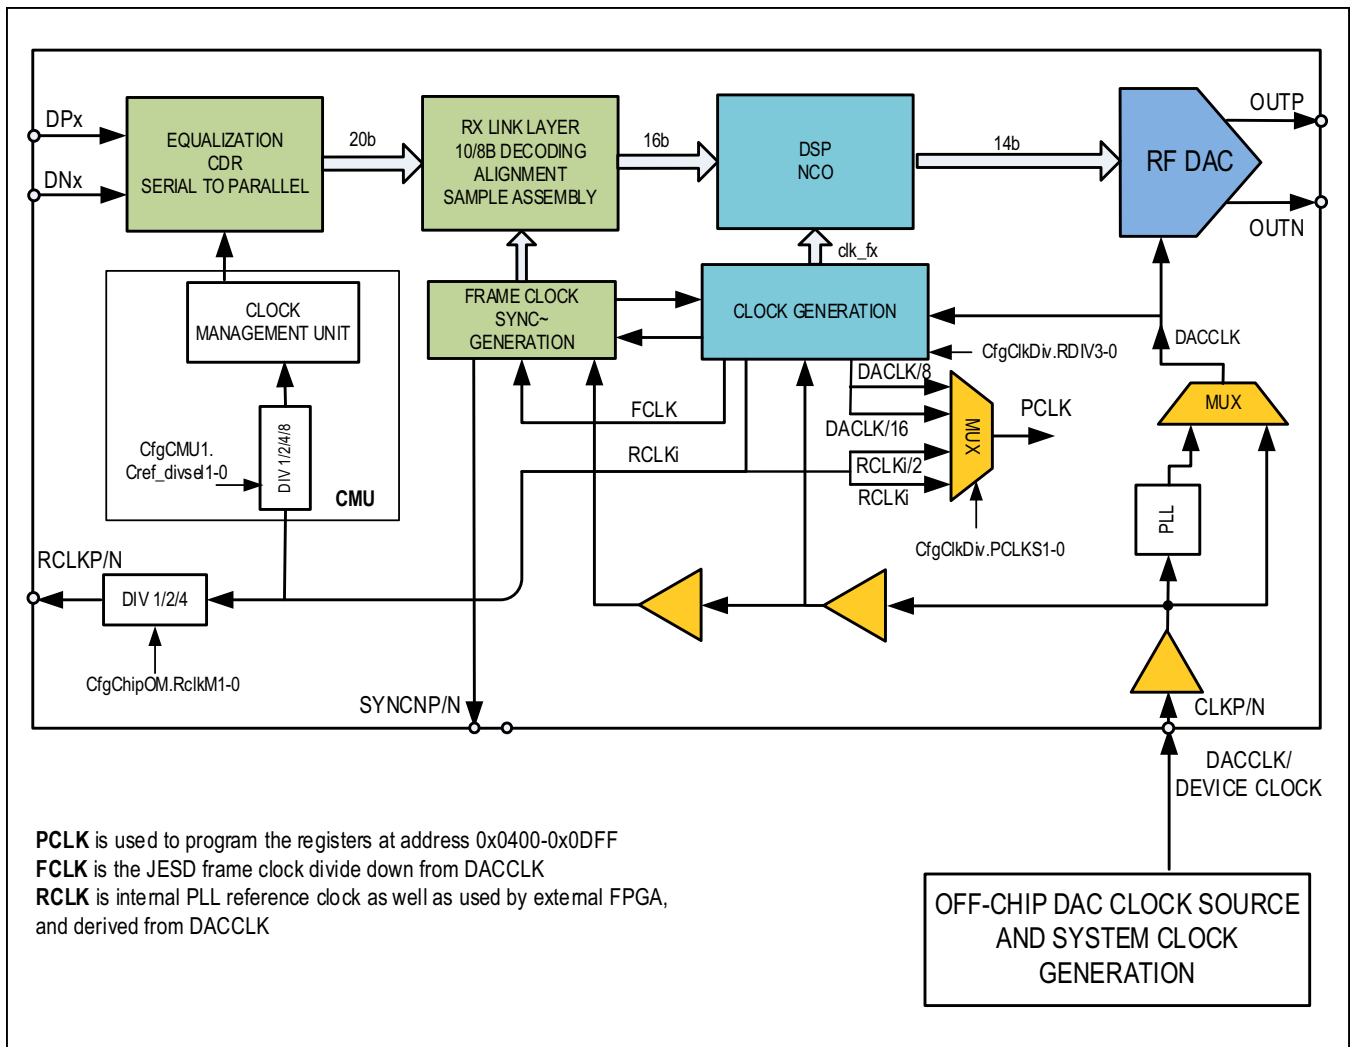 DPx
DNx
EQUALIZATION
CDR
SERIAL TO PARALLEL
20b
RX LINK LAYER
10/8B DECODING
ALIGNMENT
SAMPLE ASSEMBLY
16b
DSP
NCO
14b
RF DAC
OUTP
OUTN
clk_fx
CLOCK
MANAGEMENT UNIT
FRAME CLOCK
SYNC~
GENERATION
CLOCK GENERATION
DACCLK
CfgClkDiv.RDIV3-0
DACLK/8
DACLK/16
RCLKi/2
RCLKi
MUX
PCLK
MUX
FCLK
RCLKi
CfgCMU1.
Cref_divsel1-0
DIV 1/2/4/8
CMU
PLL
CfgClkDiv.PCLKS1-0
RCLKP/N
DIV 1/2/4
CfgChipOM.RclkM1-0
SYNCNP/N
CLKP/N
DACCLK/
DEVICE CLOCK
PCLK is used to program the registers at address 0x0400-0x0DFF
FCLK is the JESD frame clock divide down from DACCLK
RCLK is internal PLL reference clock as well as used by external FPGA,
and derived from DACCLK
OFF-CHIP DAC CLOCK SOURCE
AND SYSTEM CLOCK
GENERATION